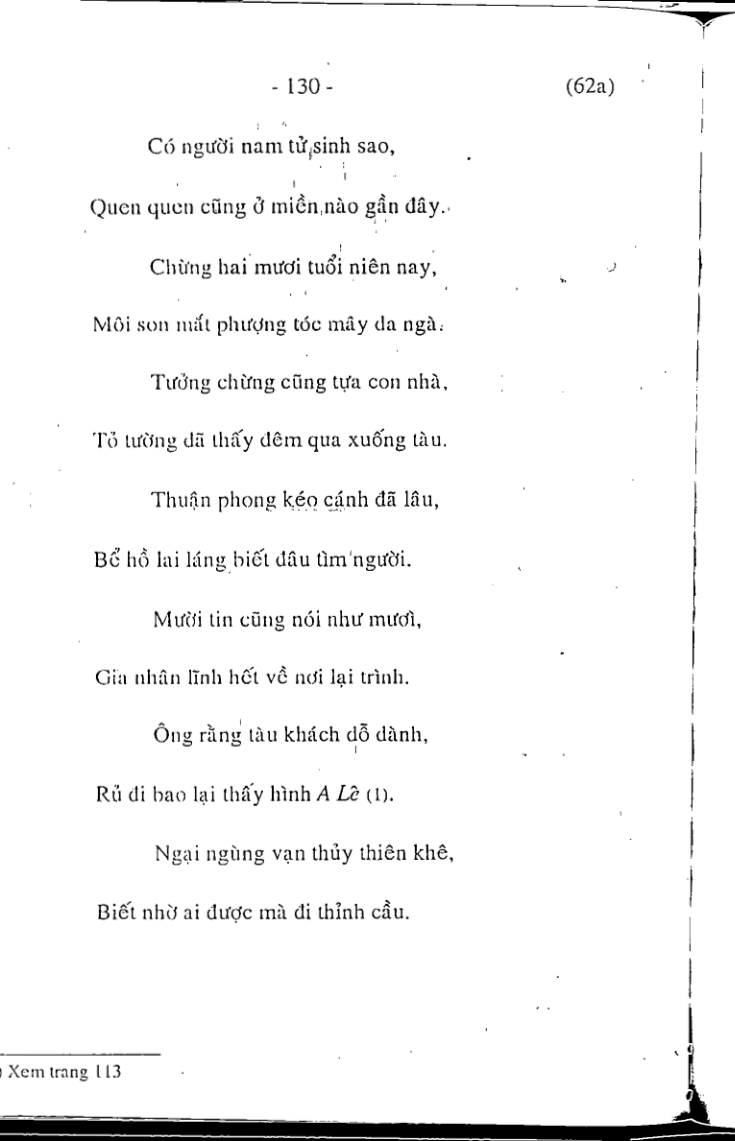 - 130 - (62a)
Có người nam tử sinh sao,
Quen quen cũng ở miền nào gần đây.
Chừng hai mươi tuổi niên nay,
Môi son mắt phượng tóc mây da ngà.
Tưởng chừng cũng tựa con nhà,
Tỏ tường đã thấy đêm qua xuống tàu.
Thuận phong kéo cánh đã lâu,
Bể hồ lai láng biết đâu tìm người.
Mười tin cũng nói như mươì,
Gia nhân lĩnh hết về nơi lại trình.
Ông rằng tàu khách dỗ dành,
Rủ đi bao lại thấy hình A Lê (1).
Ngại ngùng vạn thủy thiên khê,
Biết nhờ ai được mà đi thỉnh cầu.
) Xem trang 113